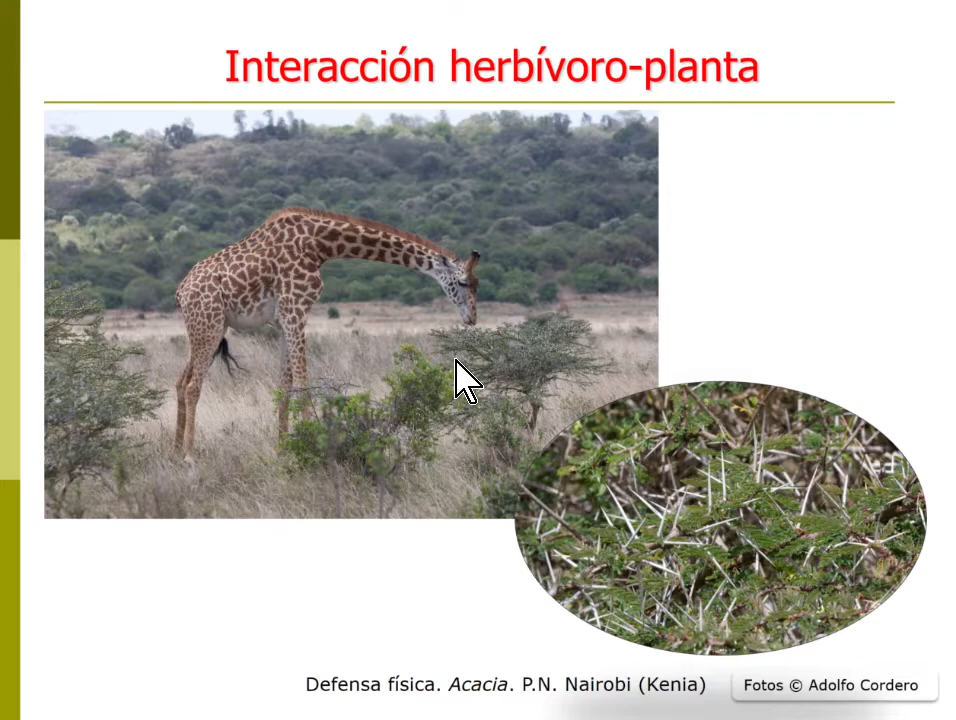 Interacción herbívoro-planta
Defensa física. Acacia. P.N. Nairobi (Kenia)
Fotos © Adolfo Cordero